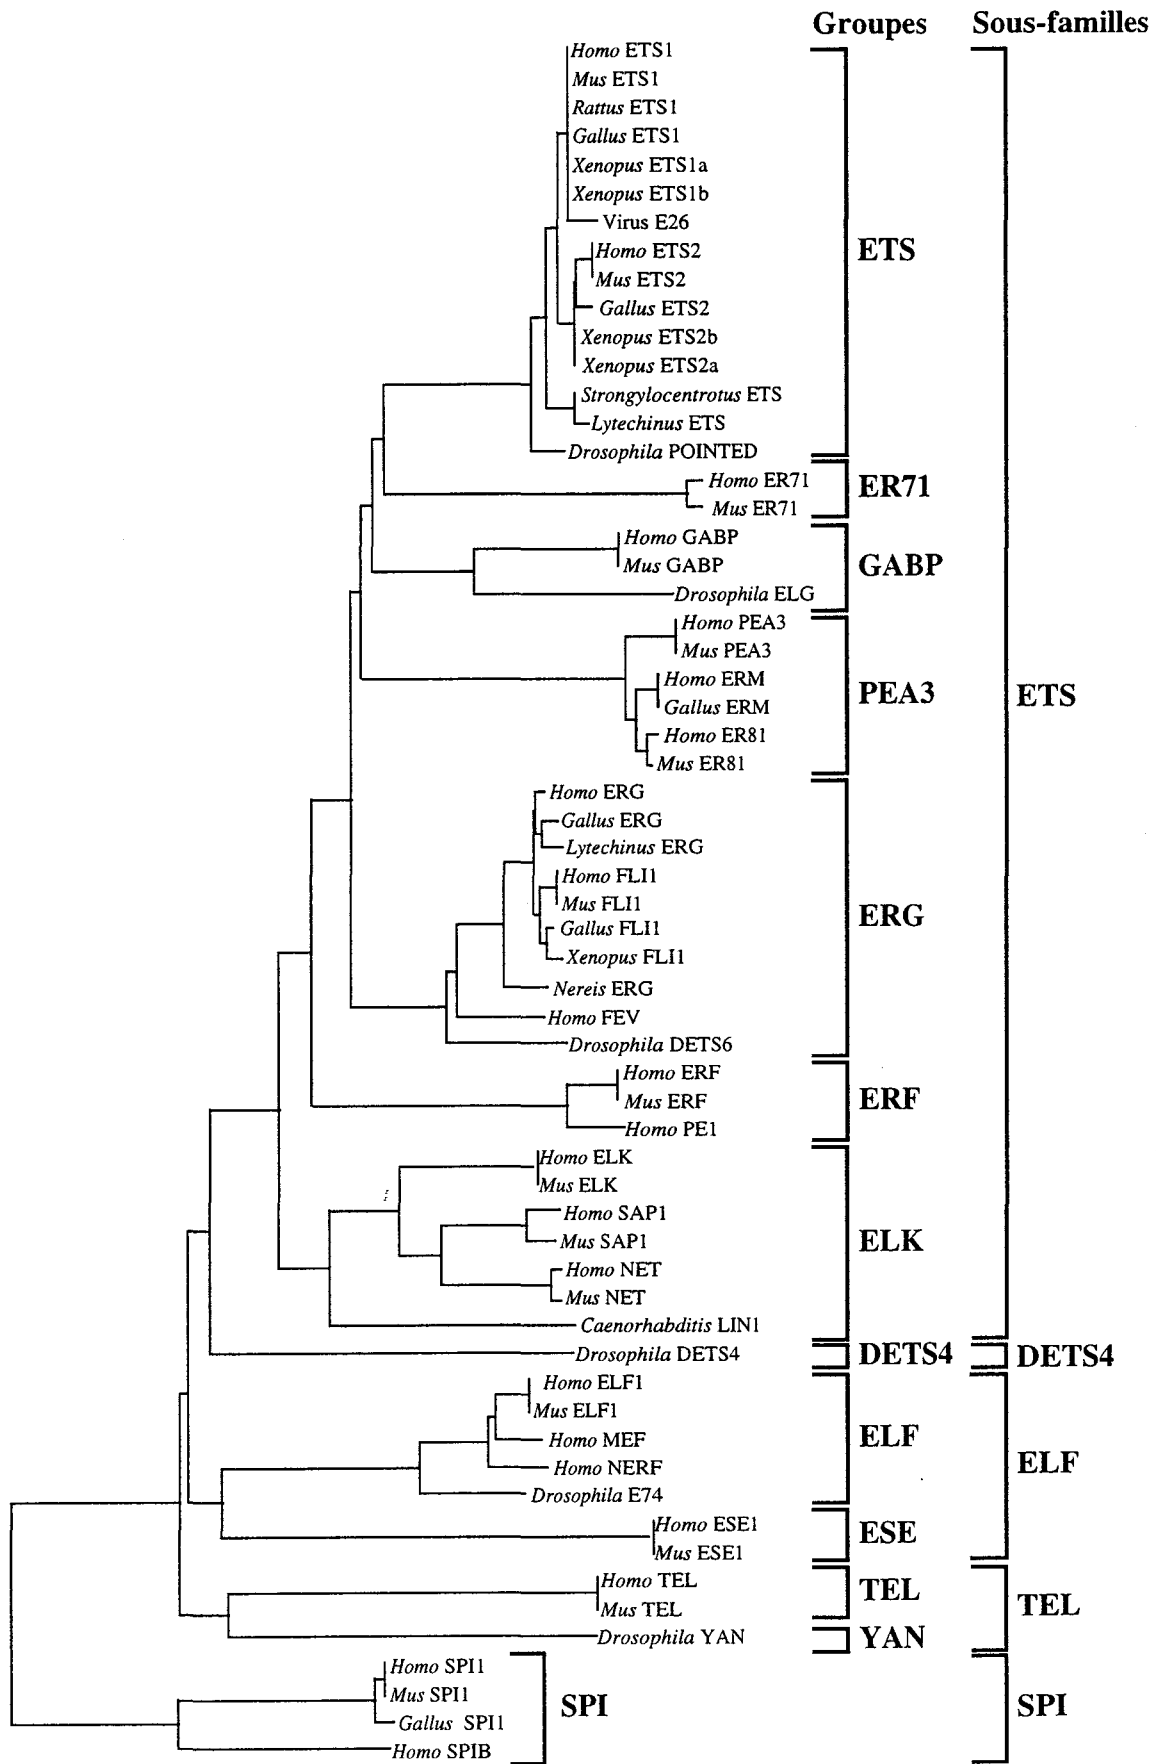 Groupes Sous-familles
Homo ETS1
Mus ETS1
Rattus ETS1
Gallus ETS1
Xenopus ETS1a
Xenopus ETS1b
Virus E26
Homo ETS2
ETS
Mus ETS2
Gallus ETS2
Xenopus ETS2b
Xenopus ETS2a
Strongylocentrotus ETS
Lytechinus ETS
Drosophila POINTED
Homo ER71
ER71
Mus ER71
Homo GABP
Mus GABP
GABP
Drosophila ELG
Homo PEA3
Mus PEA3
Homo ERM
PEA3
ETS
Gallus ERM
Homo ER81
Mus ER81
Homo ERG
Gallus ERG
Lytechinus ERG
Homo FLI1
Mus FLI1
ERG
Gallus FLI1
Xenopus FLI1
Nereis ERG
Homo FEV
Drosophila DETS6
Homo ERF
Mus ERF
ERF
Homo PE1
Homo ELK
Mus ELK
Homo SAP1
Mus SAP1
ELK
Homo NET
Mus NET
Caenorhabditis LIN1
Drosophila DETS4
DETS4
DETS4
Homo ELF1
Mus ELF1
Homo MEF
ELF
Homo NERF
ELF
Drosophila E74
Homo ESE1
ESE
Mus ESE1
Homo TEL
TEL
Mus TEL
TEL
Drosophila YAN
YAN
Homo SPI1
Mus SPI1
SPI
SPI
Gallus SPI1
Homo SPIB